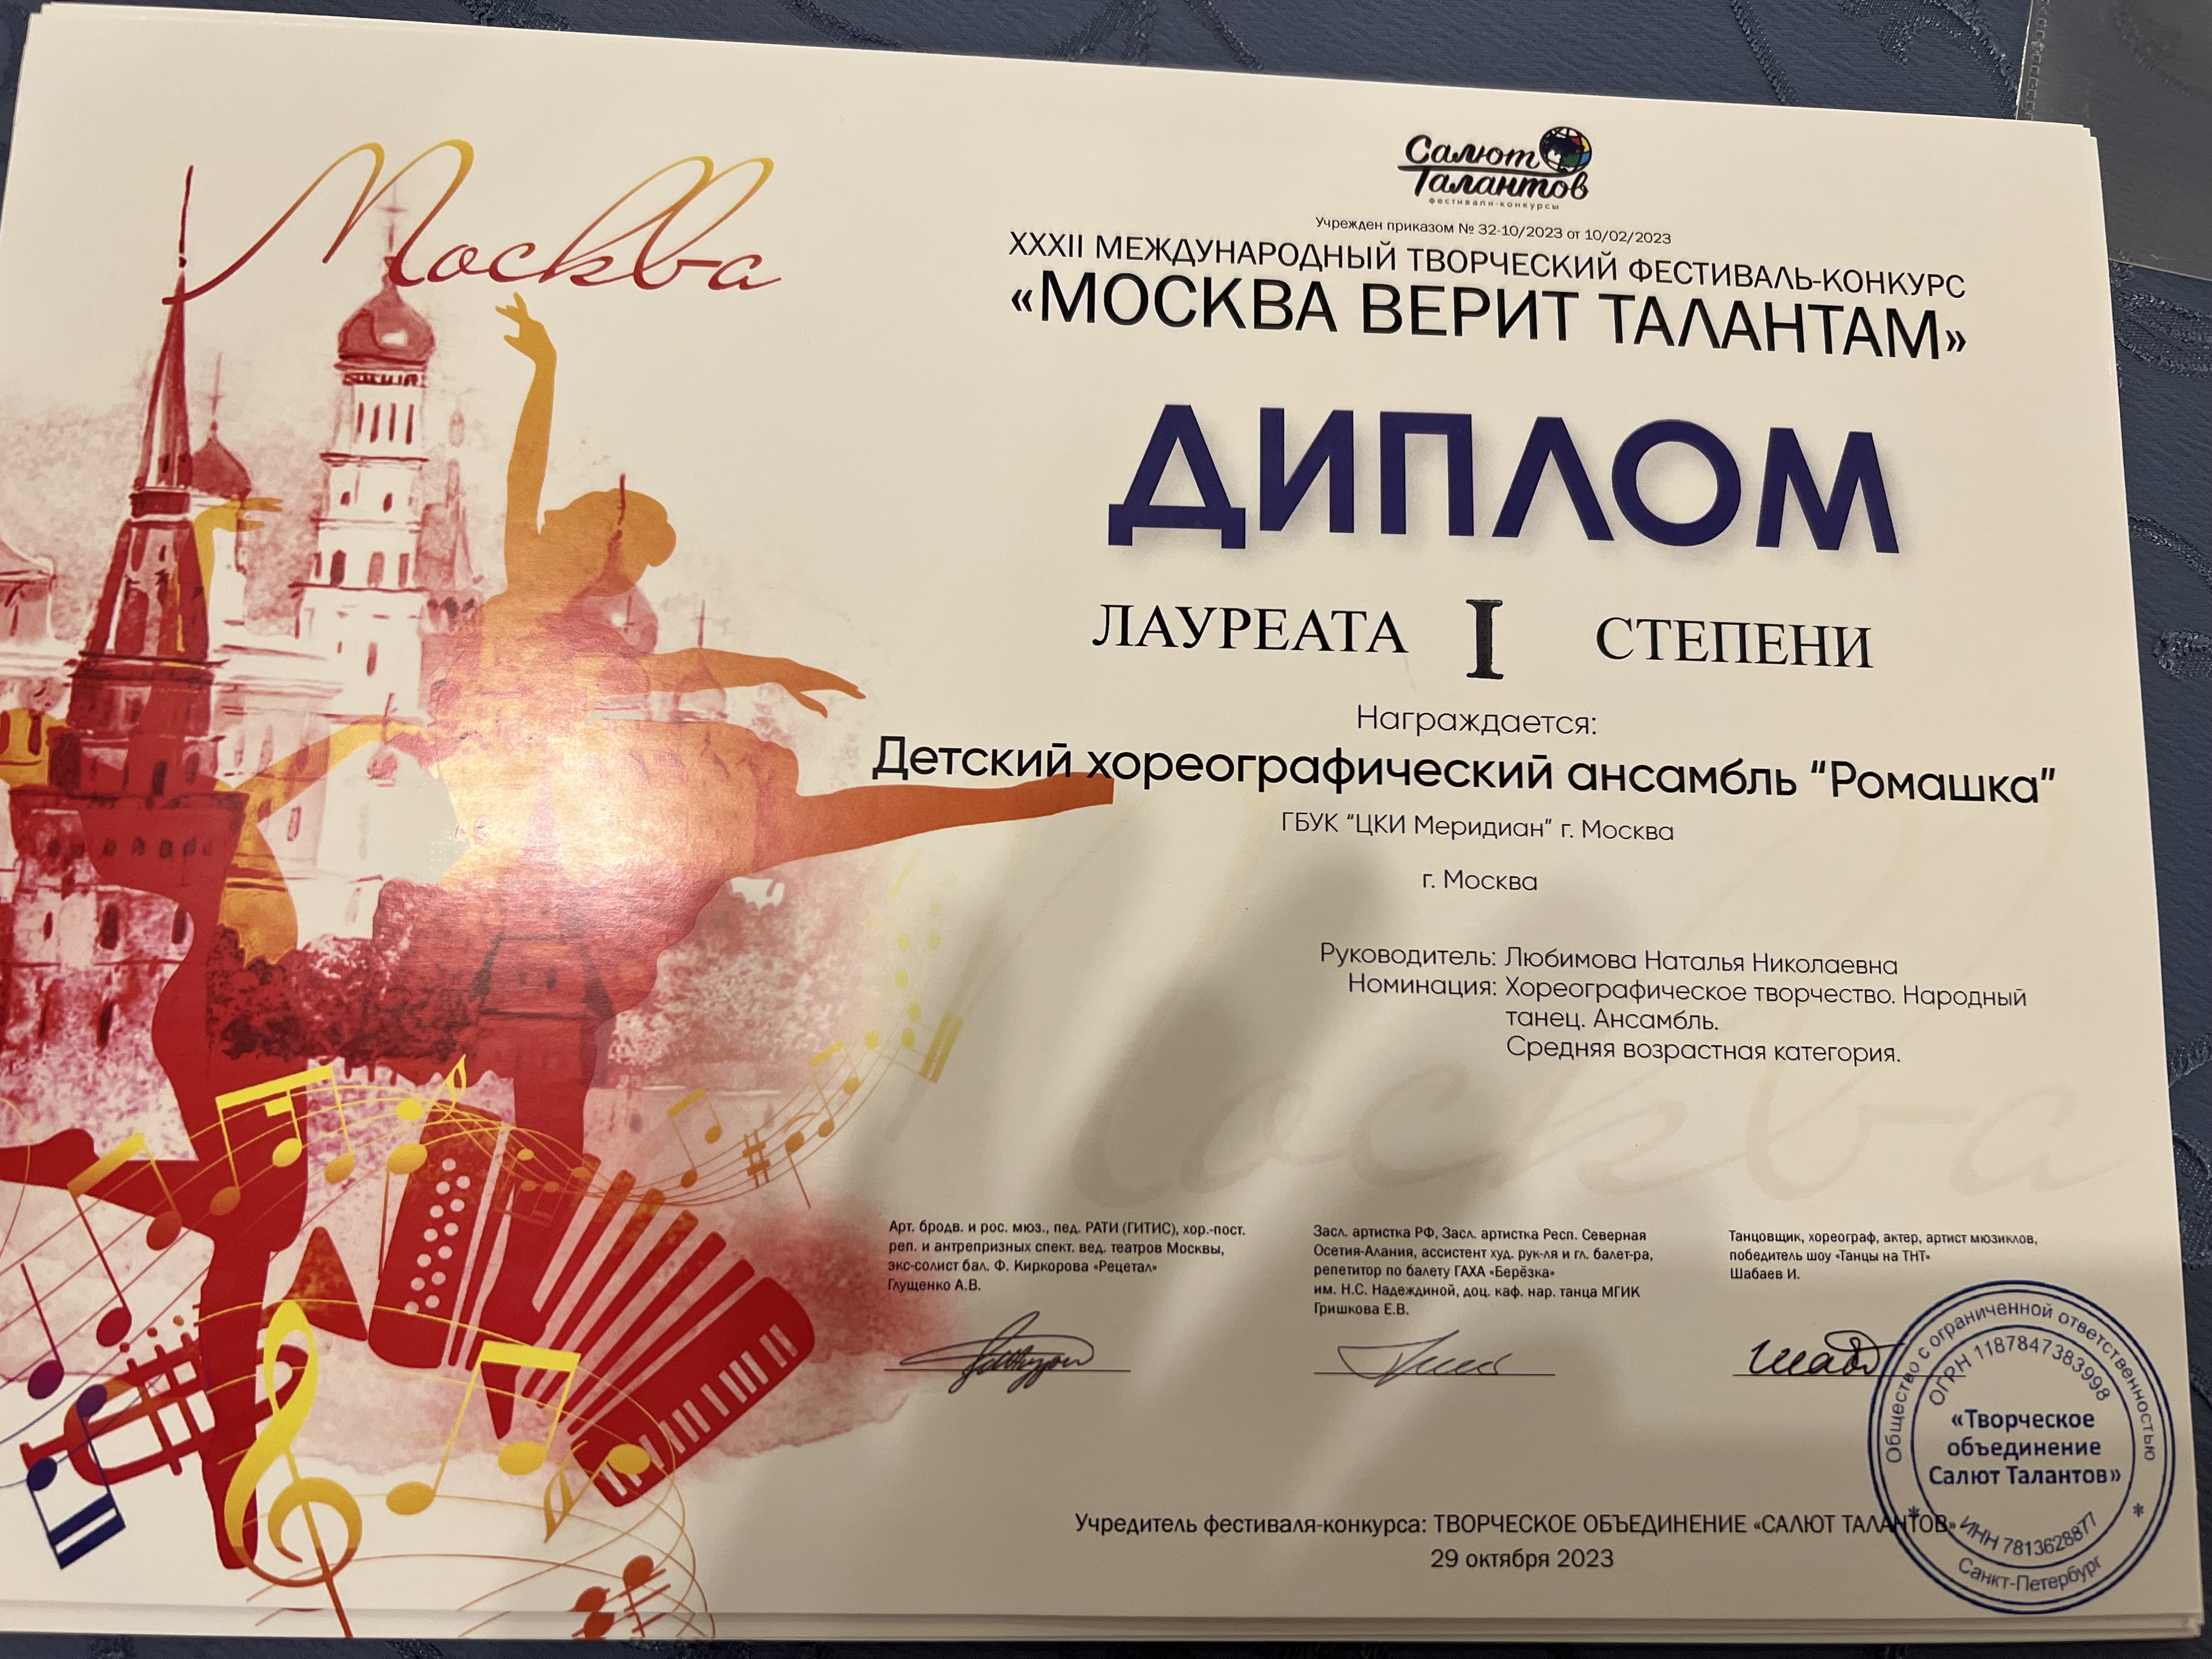 Москва
Салют
Талантов
фестивали-конкурсы
Учрежден приказом № 32-10/2023 от 10/02/2023
XXXII МЕЖДУНАРОДНЫЙ ТВОРЧЕСКИЙ ФЕСТИВАЛЬ-КОНКУРС
«МОСКВА ВЕРИТ ТАЛАНТАМ»
ДИПЛОМ
ЛАУРЕАТА I СТЕПЕНИ
Награждается:
Детский хореографический ансамбль “Ромашка”
ГБУК “ЦКИ Меридиан” г. Москва
г. Москва
Руководитель: Любимова Наталья Николаевна
Номинация: Хореографическое творчество. Народный
танец. Ансамбль.
Средняя возрастная категория.
Москва
Арт. бродв. и рос. мюз., пед. РАТИ (ГИТИС), хор.-пост.
реп. и антрепризных спект. вед. театров Москвы,
экс-солист бал. Ф. Киркорова «Рецетал»
Глущенко А.В.
Засл. артистка РФ, Засл. артистка Респ. Северная
Осетия-Алания, ассистент худ. рук-ля и гл. балет-ра,
репетитор по балету ГАХА «Берёзка»
им. Н.С. Надеждиной, доц. каф. нар. танца МГИК
Гришкова Е.В.
Танцовщик, хореограф, актер, артист мюзиклов,
победитель шоу «Танцы на ТНТ»
Шабаев И.
Общество с ограниченной ответственностью
ОГРН 1187847383998
«Творческое
объединение
Салют Талантов»
ИНН 7813628877
Санкт-Петербург
Учредитель фестиваля-конкурса: ТВОРЧЕСКОЕ ОБЪЕДИНЕНИЕ «САЛЮТ ТАЛАНТОВ»
29 октября 2023